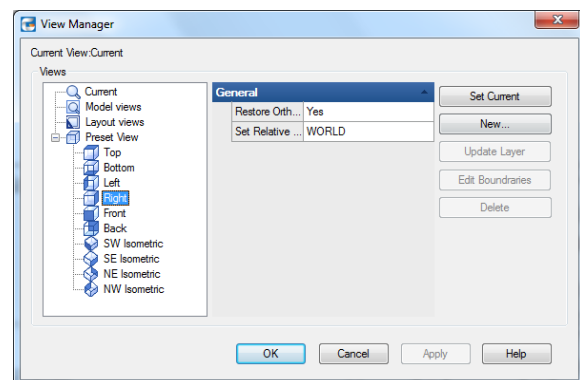 View Manager
Current View:Current
Views
Current
Model views
Layout views
Preset View
Top
Bottom
Left
Right
Front
Back
SW Isometric
SE Isometric
NE Isometric
NW Isometric
General
Restore Orth... Yes
Set Relative ... WORLD
Set Current
New...
Update Layer
Edit Boundraries
Delete
OK
Cancel
Apply
Help